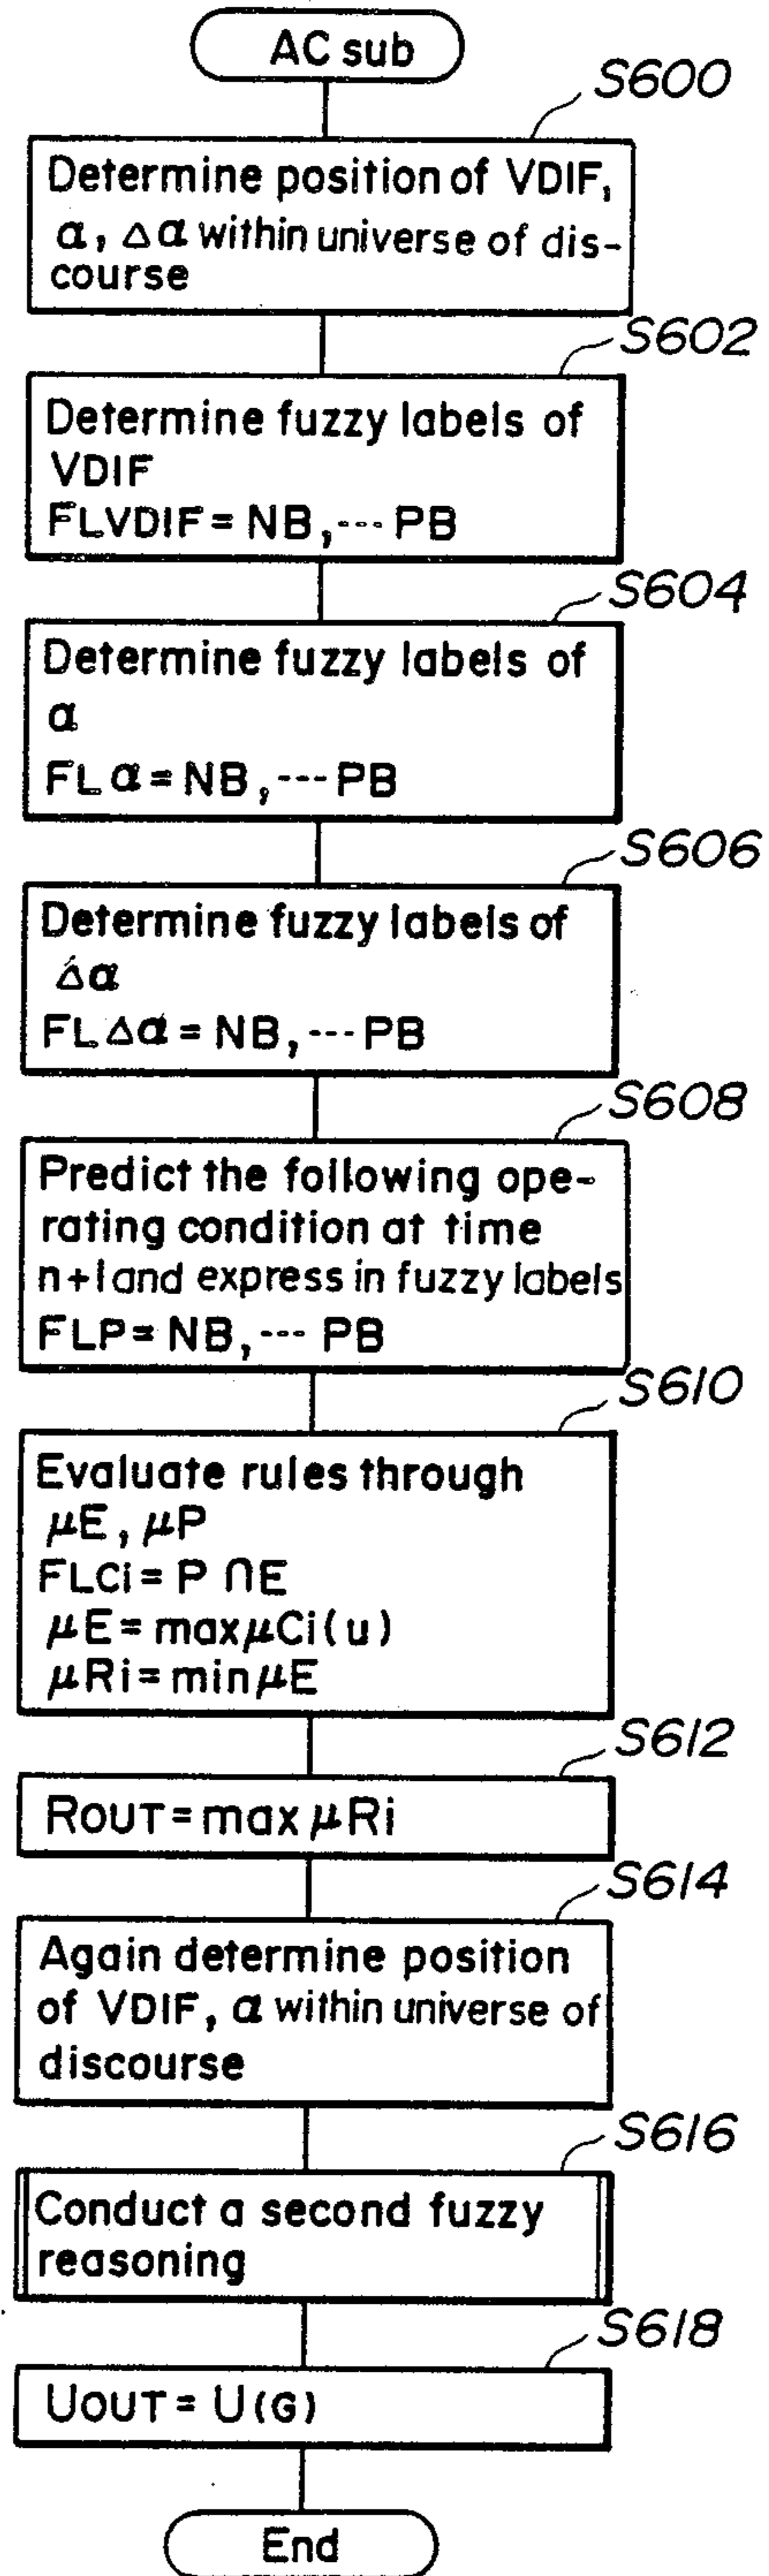 AC sub
S600
Determine position of VDIF,
α, Δα within universe of dis-
course
S602
Determine fuzzy labels of
VDIF
FLVDIF = NB, --- PB
S604
Determine fuzzy labels of
α
FLα = NB, --- PB
S606
Determine fuzzy labels of
Δα
FLΔα = NB, --- PB
S608
Predict the following ope-
rating condition at time
n+1 and express in fuzzy labels
FLP = NB, --- PB
S610
Evaluate rules through
μE, μP
FLCi = P ∩ E
μE = maxμCi(u)
μRi = minμE
S612
ROUT = max μRi
S614
Again determine position
of VDIF, α within universe of
discourse
S616
Conduct a second fuzzy
reasoning
S618
UOUT = U(G)
End